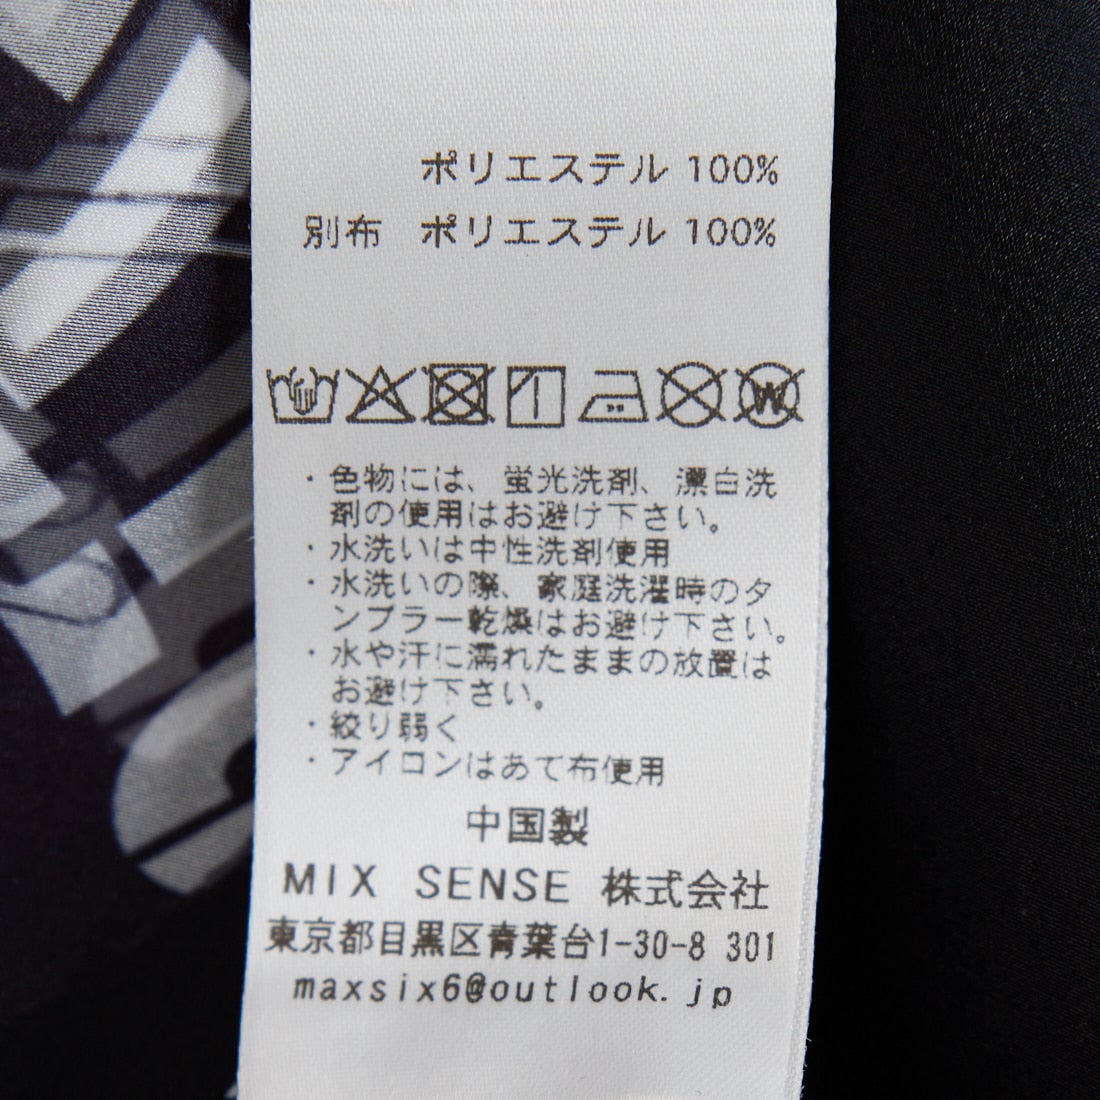 ポリエステル 100%
別布 ポリエステル 100%
W
・色物には、蛍光洗剤、漂白洗
剤の使用はお避け下さい。
・水洗いは中性洗剤使用
・水洗いの際、家庭洗濯時のタ
ンブラー乾燥はお避け下さい。
・水や汗に濡れたままの放置は
お避け下さい。
・絞り弱く
・アイロンはあて布使用
中国製
MIX SENSE 株式会社
東京都目黒区青葉台1-30-8 301
maxsix6@outlook.jp